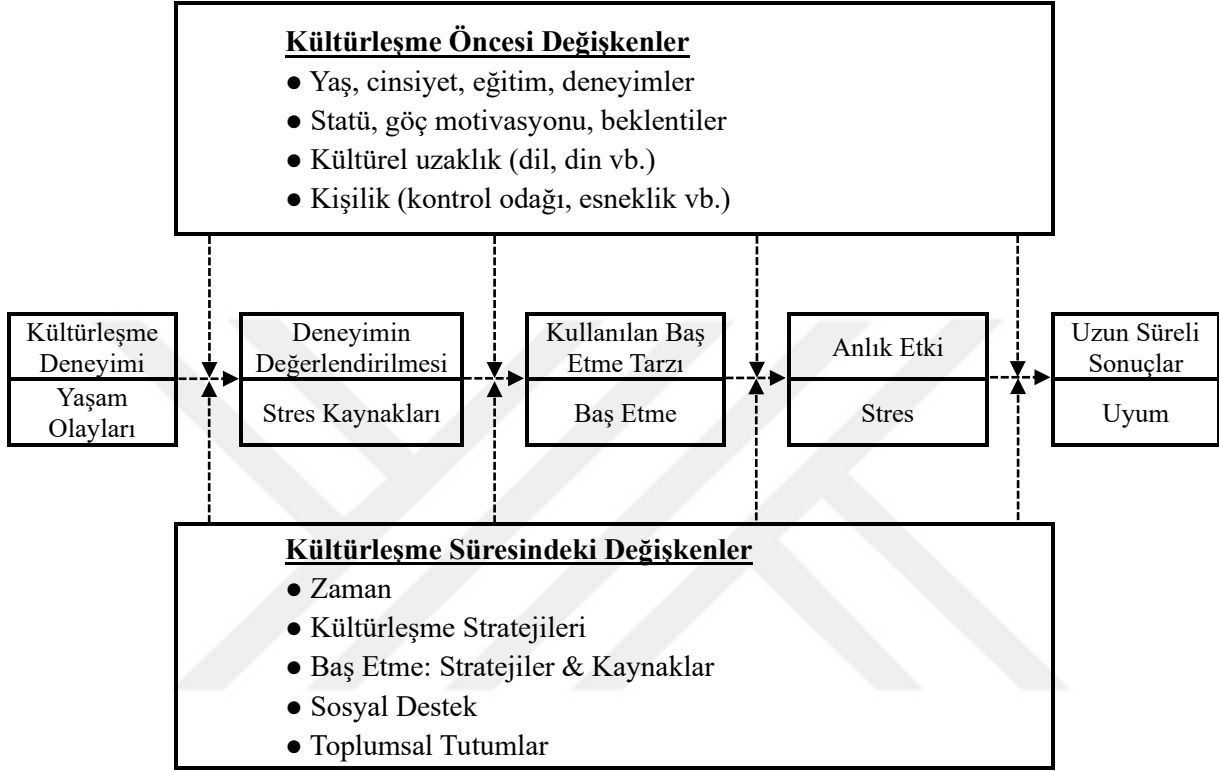 Kültürleşme Öncesi Değişkenler
● Yaş, cinsiyet, eğitim, deneyimler
● Statü, göç motivasyonu, beklentiler
● Kültürel uzaklık (dil, din vb.)
● Kişilik (kontrol odağı, esneklik vb.)
Kültürleşme
Deneyimi
Yaşam
Olayları
Deneyimin
Değerlendirilmesi
Stres Kaynakları
Kullanılan Baş
Etme Tarzı
Baş Etme
Anlık Etki
Stres
Uzun Süreli
Sonuçlar
Uyum
Kültürleşme Süresindeki Değişkenler
● Zaman
● Kültürleşme Stratejileri
● Baş Etme: Stratejiler & Kaynaklar
● Sosyal Destek
● Toplumsal Tutumlar